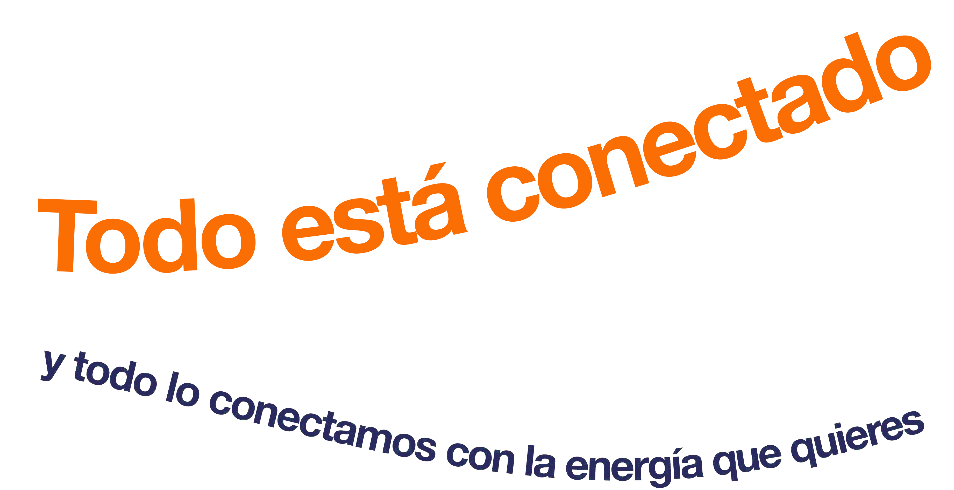 Todo está conectado
y todo lo conectamos con la energía que quieres